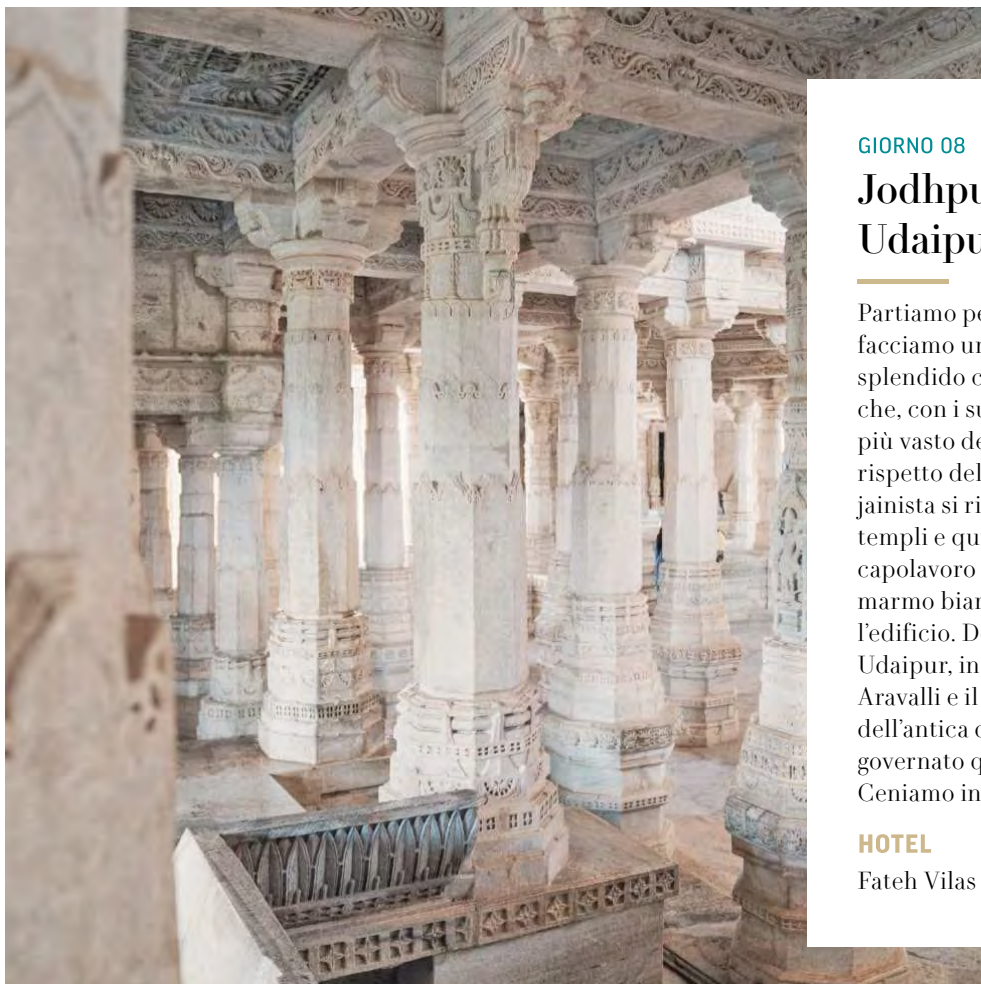 GIORNO 08
Jodhpu
Udaipu
Partiamo pe
facciamo un
splendido c
che, con i su
più vasto de
rispetto del
jainista si ri
templi e qu
capolavoro
marmo bian
l’edificio. De
Udaipur, in
Aravalli e il
dell’antica c
governato q
Ceniamo in
HOTEL
Fateh Vilas